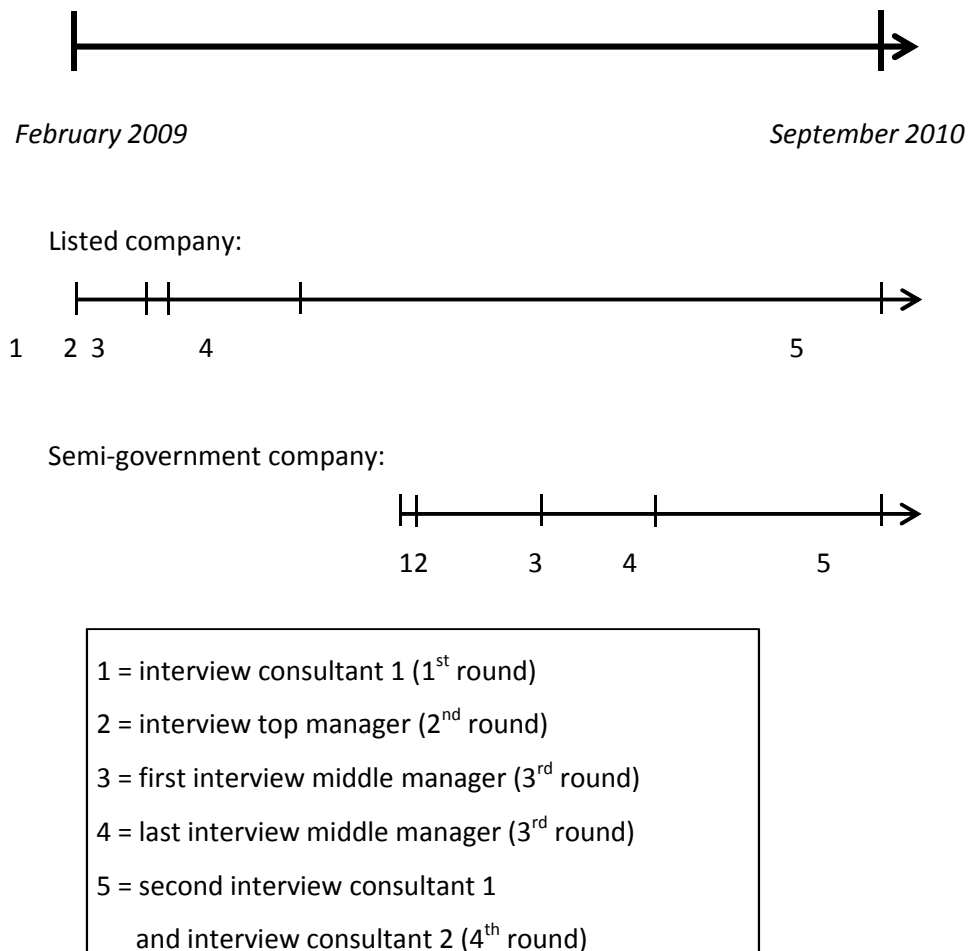 February 2009 September 2010
Listed company:
1 2 3 4 5
Semi-government company:
12 3 4 5
1 = interview consultant 1 (1st round)
2 = interview top manager (2nd round)
3 = first interview middle manager (3rd round)
4 = last interview middle manager (3rd round)
5 = second interview consultant 1
and interview consultant 2 (4th round)